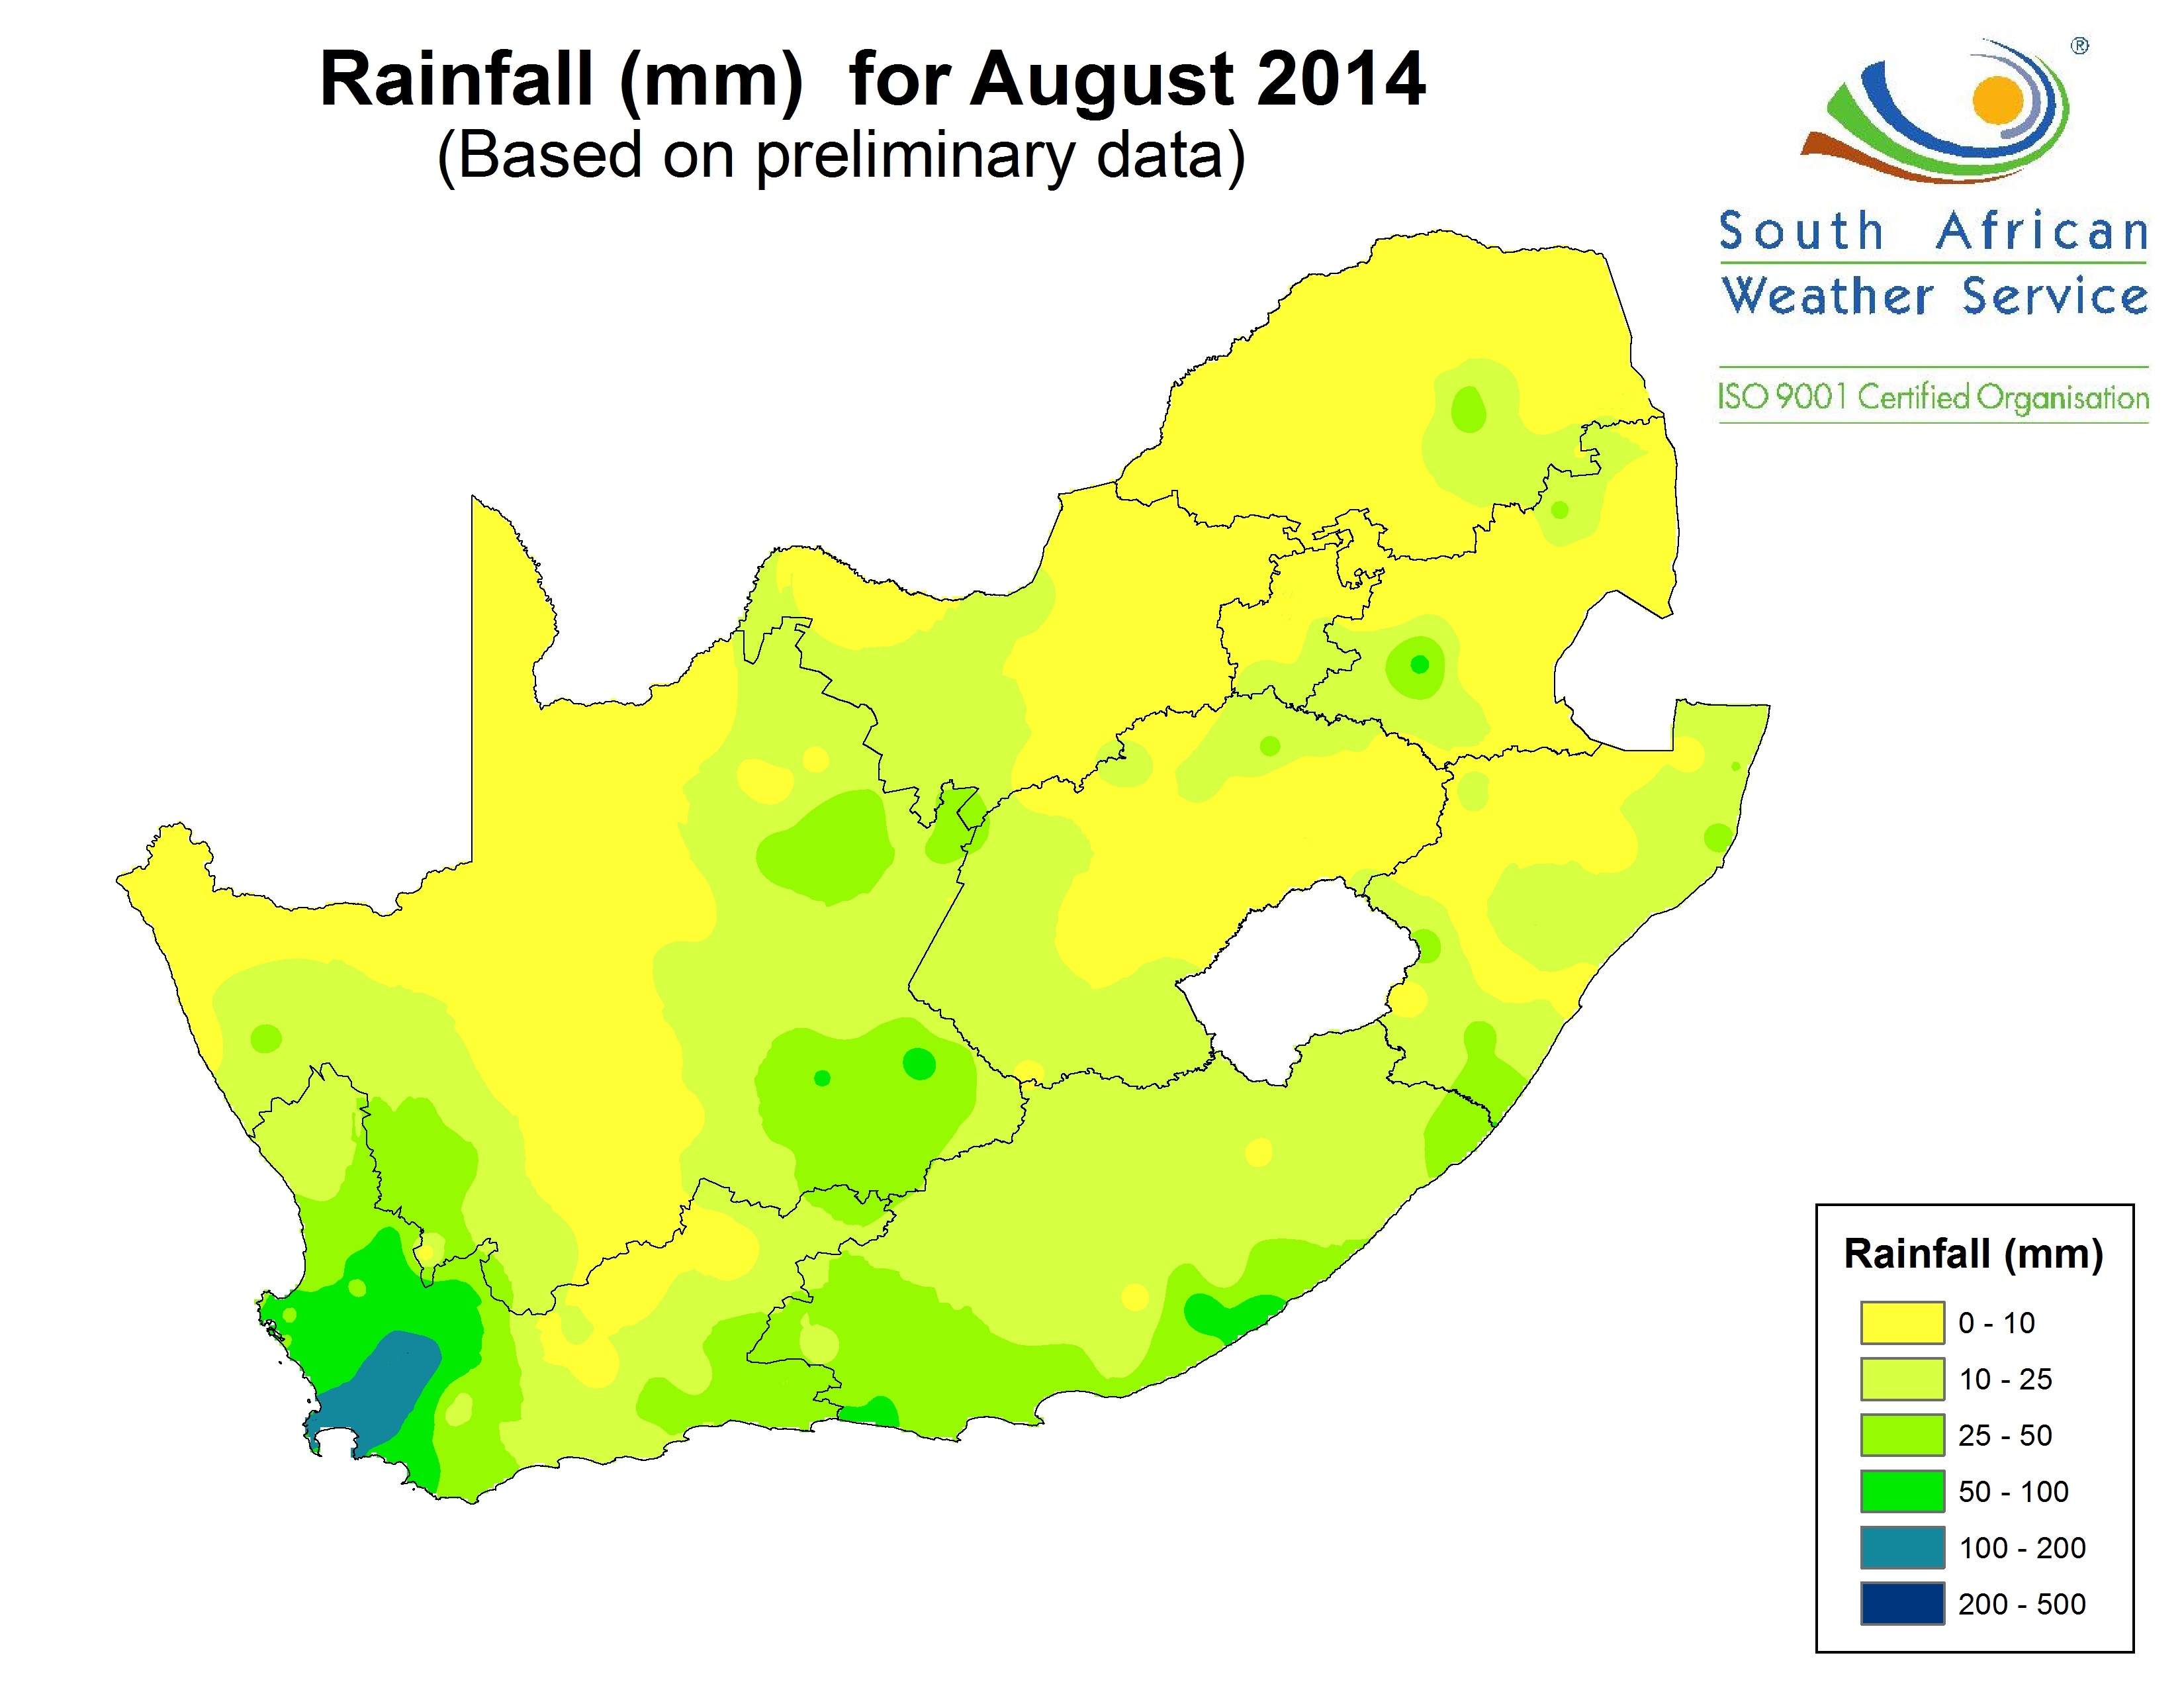 Rainfall (mm)  for August 2014
(Based on preliminary data)
®
South African
Weather Service
ISO 9001 Certified Organisation
Rainfall (mm)
0 - 10
10 - 25
25 - 50
50 - 100
100 - 200
200 - 500